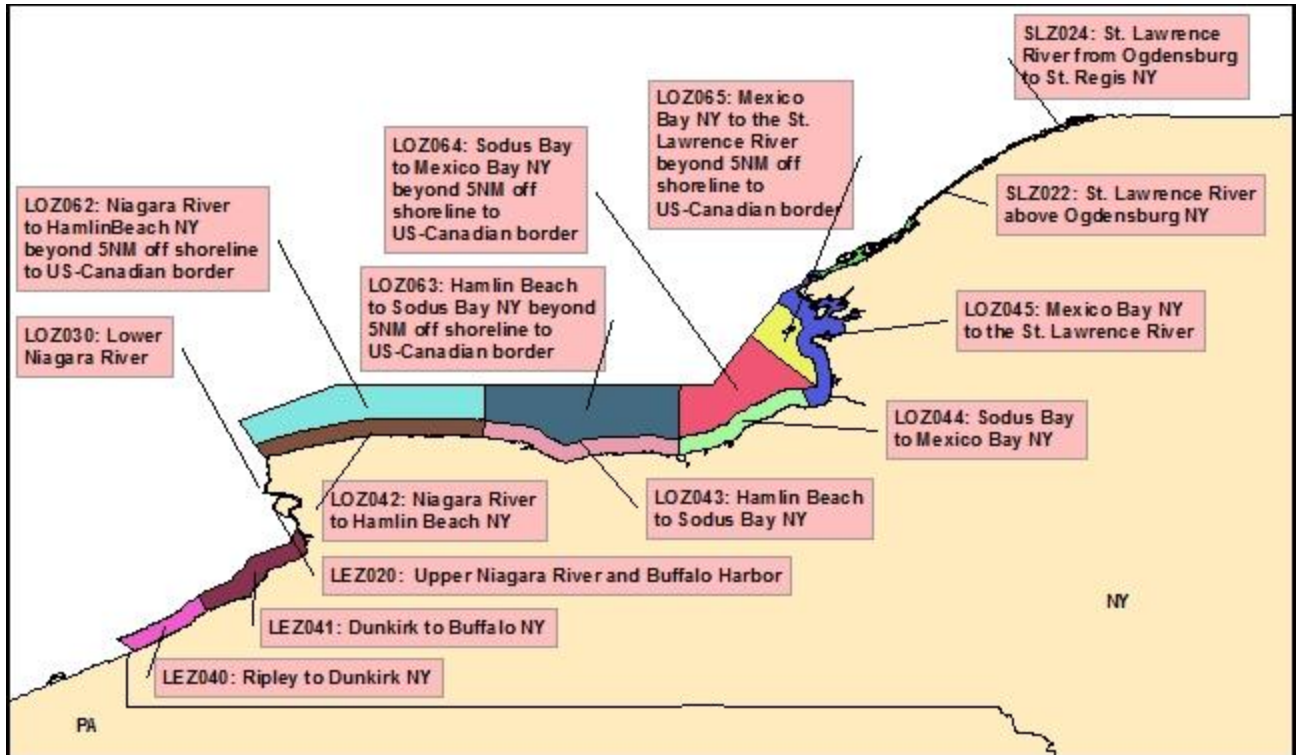 SLZ024: St. Lawrence
River from Ogdensburg
to St. Regis NY
LOZ065: Mexico
Bay NY to the St.
Lawrence River
beyond 5NM off
shoreline to
US-Canadian border
LOZ064: Sodus Bay
to Mexico Bay NY
beyond 5NM off
shoreline to
US-Canadian border
LOZ062: Niagara River
to HamlinBeach NY
beyond 5NM off shoreline
to US-Canadian border
SLZ022: St. Lawrence River
above Ogdensburg NY
LOZ063: Hamlin Beach
to Sodus Bay NY beyond
5NM off shoreline to
US-Canadian border
LOZ030: Lower
Niagara River
LOZ045: Mexico Bay NY
to the St. Lawrence River
LOZ044: Sodus Bay
to Mexico Bay NY
LOZ042: Niagara River
to Hamlin Beach NY
LOZ043: Hamlin Beach
to Sodus Bay NY
LEZ020: Upper Niagara River and Buffalo Harbor
NY
LEZ041: Dunkirk to Buffalo NY
LEZ040: Ripley to Dunkirk NY
PA